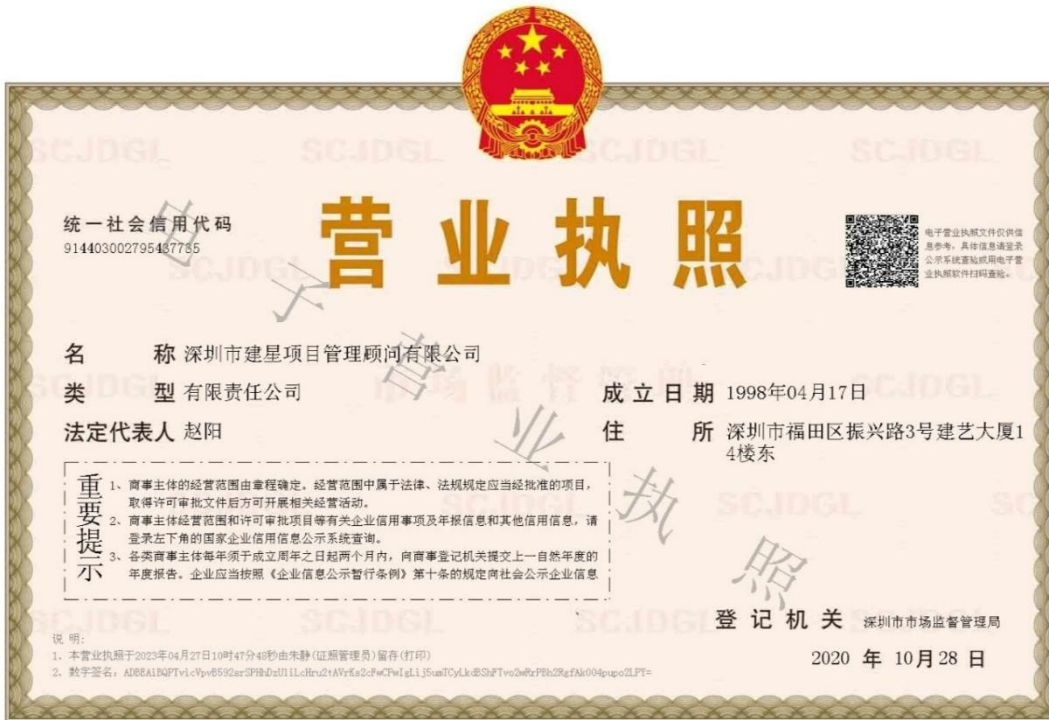 营业执照
统一社会信用代码
914403002795437735
电子营业执照文件仅供信
息参考。具体信息请登录
公示系统查验或用电子营
业执照软件扫码查验。
名 称 深圳市建星项目管理顾问有限公司
类 型 有限责任公司
成立日期 1998年04月17日
法定代表人 赵阳
住 所 深圳市福田区振兴路3号建艺大厦1
4楼东
重要提示
1、商事主体的经营范围由章程确定。经营范围中属于法律、法规规定应当经批准的项目，
取得许可审批文件后方可开展相关经营活动。
2、商事主体经营范围和许可审批项目等有关企业信用事项及年报信息和其他信用信息，请
登录左下角的国家企业信用信息公示系统查询。
3、各类商事主体每年须于成立周年之日起两个月内，向商事登记机关提交上一自然年度的
年度报告。企业应当按照《企业信息公示暂行条例》第十条的规定向社会公示企业信息
登记机关 深圳市市场监督管理局
2020 年 10月28 日
说明:
1、本营业执照于2023年04月27日10时47分48秒由朱静(证照管理员)留存(打印)
2、数字签名:
电子营业执照
SCJDGL